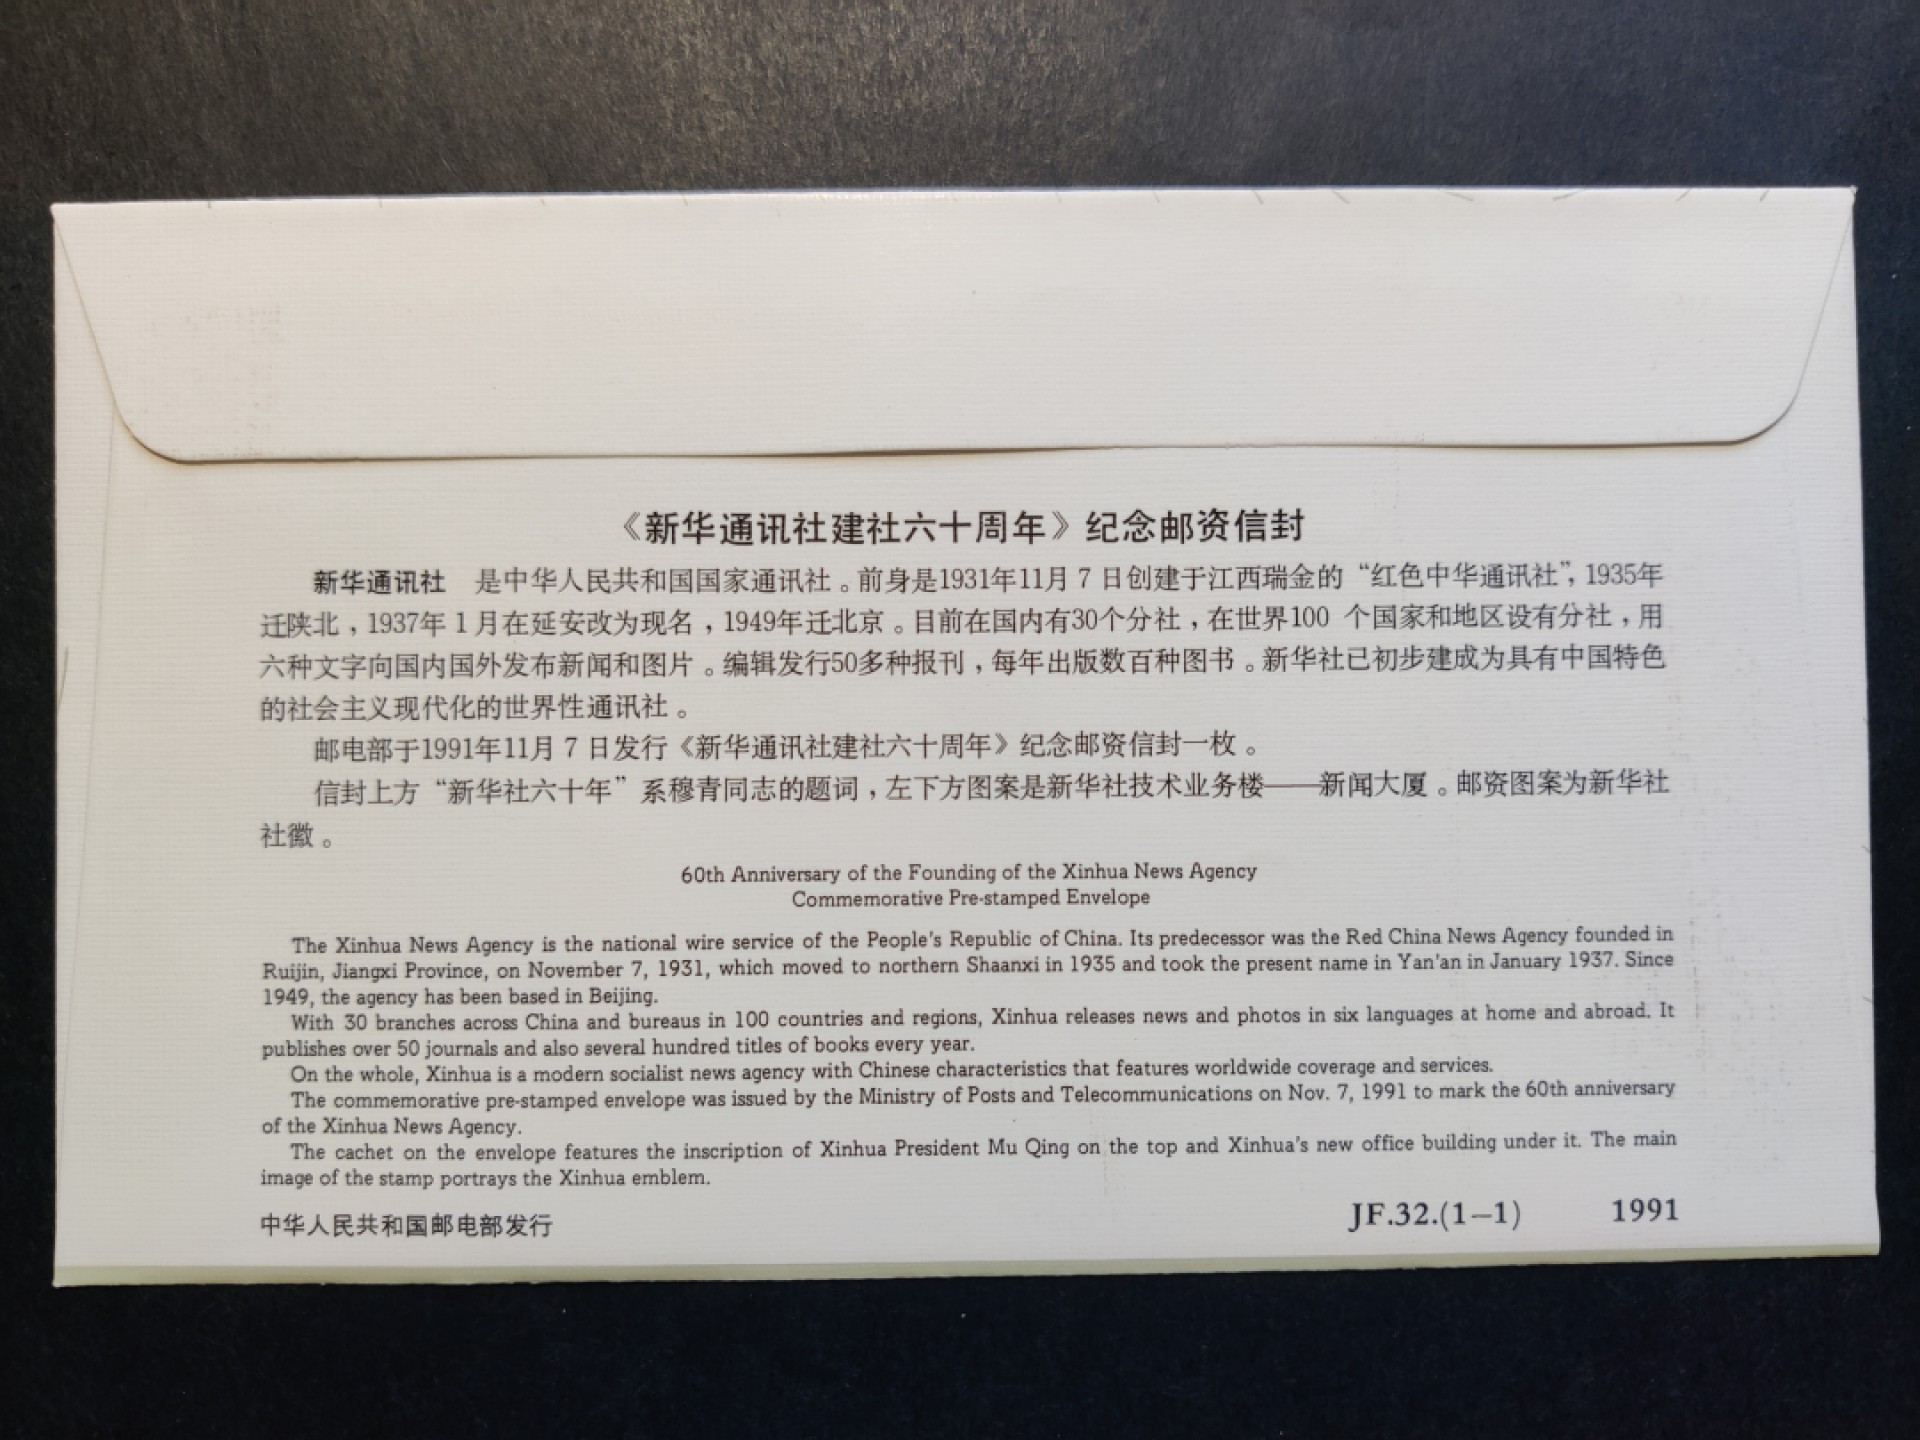 《新华通讯社建社六十周年》纪念邮资信封
新华通讯社　是中华人民共和国国家通讯社。前身是1931年11月7日创建于江西瑞金的“红色中华通讯社”，1935年
迁陕北，1937年1月在延安改为现名，1949年迁北京。目前在国内有30个分社，在世界100 个国家和地区设有分社，用
六种文字向国内国外发布新闻和图片。编辑发行50多种报刊，每年出版数百种图书。新华社已初步建成为具有中国特色
的社会主义现代化的世界性通讯社。
邮电部于1991年11月7日发行《新华通讯社建社六十周年》纪念邮资信封一枚。
信封上方“新华社六十年”系穆青同志的题词，左下方图案是新华社技术业务楼——新闻大厦。邮资图案为新华社
社徽。
60th Anniversary of the Founding of the Xinhua News Agency
Commemorative Pre-stamped Envelope
The Xinhua News Agency is the national wire service of the People's Republic of China. Its predecessor was the Red China News Agency founded in
Ruijin, Jiangxi Province, on November 7, 1931, which moved to northern Shaanxi in 1935 and took the present name in Yan'an in January 1937. Since
1949, the agency has been based in Beijing.
With 30 branches across China and bureaus in 100 countries and regions, Xinhua releases news and photos in six languages at home and abroad. It
publishes over 50 journals and also several hundred titles of books every year.
On the whole, Xinhua is a modern socialist news agency with Chinese characteristics that features worldwide coverage and services.
The commemorative pre-stamped envelope was issued by the Ministry of Posts and Telecommunications on Nov. 7, 1991 to mark the 60th anniversary
of the Xinhua News Agency.
The cachet on the envelope features the inscription of Xinhua President Mu Qing on the top and Xinhua's new office building under it. The main
image of the stamp portrays the Xinhua emblem.
中华人民共和国邮电部发行　JF.32.(1—1)　1991